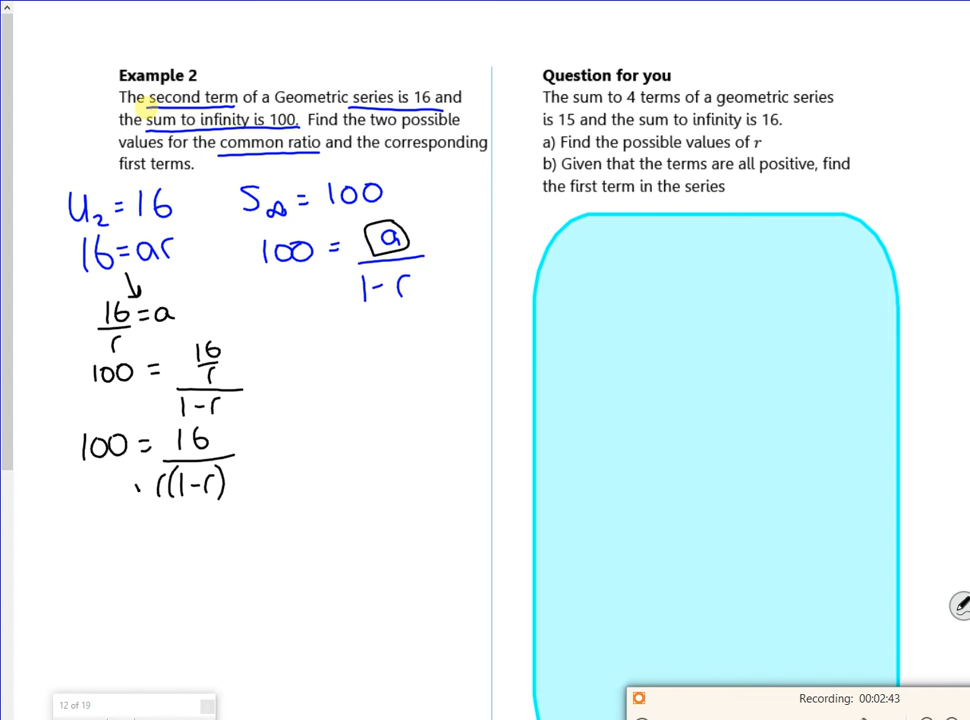 Example 2
The second term of a Geometric series is 16 and
the sum to infinity is 100. Find the two possible
values for the common ratio and the corresponding
first terms.
U₂ = 16
16 = ar
16/r = a
100 = (16/r)/(1-r)
100 = 16/(r(1-r))
S∞ = 100
100 = a/(1-r)
Question for you
The sum to 4 terms of a geometric series
is 15 and the sum to infinity is 16.
a) Find the possible values of r
b) Given that the terms are all positive, find
the first term in the series
12 of 19
Recording: 00:02:43